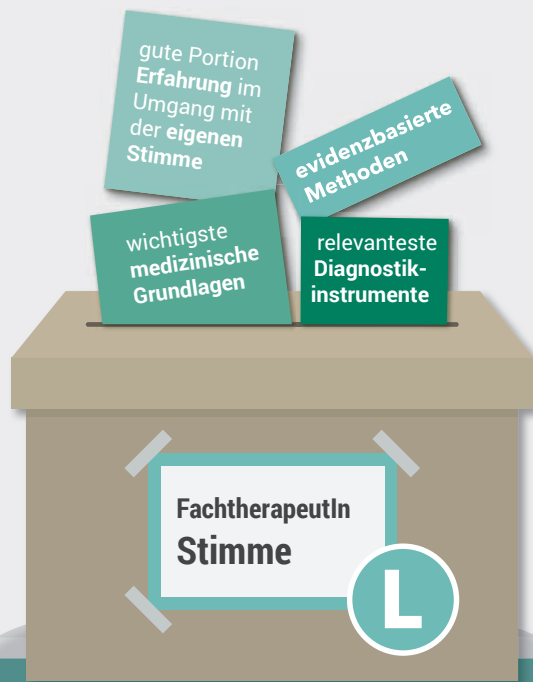 gute Portion
Erfahrung im
Umgang mit
der eigenen
Stimme
evidenzbasierte
Methoden
wichtigste
medizinische
Grundlagen
relevanteste
Diagnostik-
instrumente
FachtherapeutIn
Stimme
L